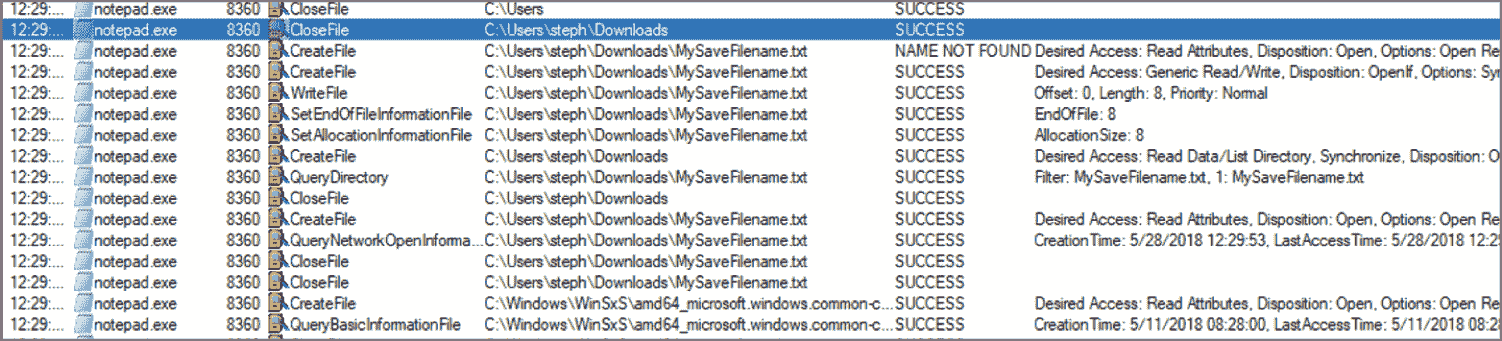 12:29:... notepad.exe 8360 CloseFile C:\Users SUCCESS
12:29:... notepad.exe 8360 CloseFile C:\Users\steph\Downloads SUCCESS
12:29:... notepad.exe 8360 CreateFile C:\Users\steph\Downloads\MySaveFilename.txt NAME NOT FOUND Desired Access: Read Attributes, Disposition: Open, Options: Open Re
12:29:... notepad.exe 8360 CreateFile C:\Users\steph\Downloads\MySaveFilename.txt SUCCESS Desired Access: Generic Read/Write, Disposition: OpenIf, Options: Syn
12:29:... notepad.exe 8360 WriteFile C:\Users\steph\Downloads\MySaveFilename.txt SUCCESS Offset: 0, Length: 8, Priority: Normal
12:29:... notepad.exe 8360 SetEndOfFileInformationFile C:\Users\steph\Downloads\MySaveFilename.txt SUCCESS EndOfFile: 8
12:29:... notepad.exe 8360 SetAllocationInformationFile C:\Users\steph\Downloads\MySaveFilename.txt SUCCESS AllocationSize: 8
12:29:... notepad.exe 8360 CreateFile C:\Users\steph\Downloads SUCCESS Desired Access: Read Data/List Directory, Synchronize, Disposition: O
12:29:... notepad.exe 8360 QueryDirectory C:\Users\steph\Downloads\MySaveFilename.txt SUCCESS Filter: MySaveFilename.txt, 1: MySaveFilename.txt
12:29:... notepad.exe 8360 CloseFile C:\Users\steph\Downloads SUCCESS
12:29:... notepad.exe 8360 CreateFile C:\Users\steph\Downloads\MySaveFilename.txt SUCCESS Desired Access: Read Attributes, Disposition: Open, Options: Open Re
12:29:... notepad.exe 8360 QueryNetworkOpenInforma... C:\Users\steph\Downloads\MySaveFilename.txt SUCCESS CreationTime: 5/28/2018 12:29:53, LastAccessTime: 5/28/2018 12:29
12:29:... notepad.exe 8360 CloseFile C:\Users\steph\Downloads\MySaveFilename.txt SUCCESS
12:29:... notepad.exe 8360 CloseFile C:\Users\steph\Downloads\MySaveFilename.txt SUCCESS
12:29:... notepad.exe 8360 CreateFile C:\Windows\WinSxS\amd64_microsoft.windows.common-c... SUCCESS Desired Access: Read Attributes, Disposition: Open, Options: Open Re
12:29:... notepad.exe 8360 QueryBasicInformationFile C:\Windows\WinSxS\amd64_microsoft.windows.common-c... SUCCESS CreationTime: 5/11/2018 08:28:00, LastAccessTime: 5/11/2018 08:28